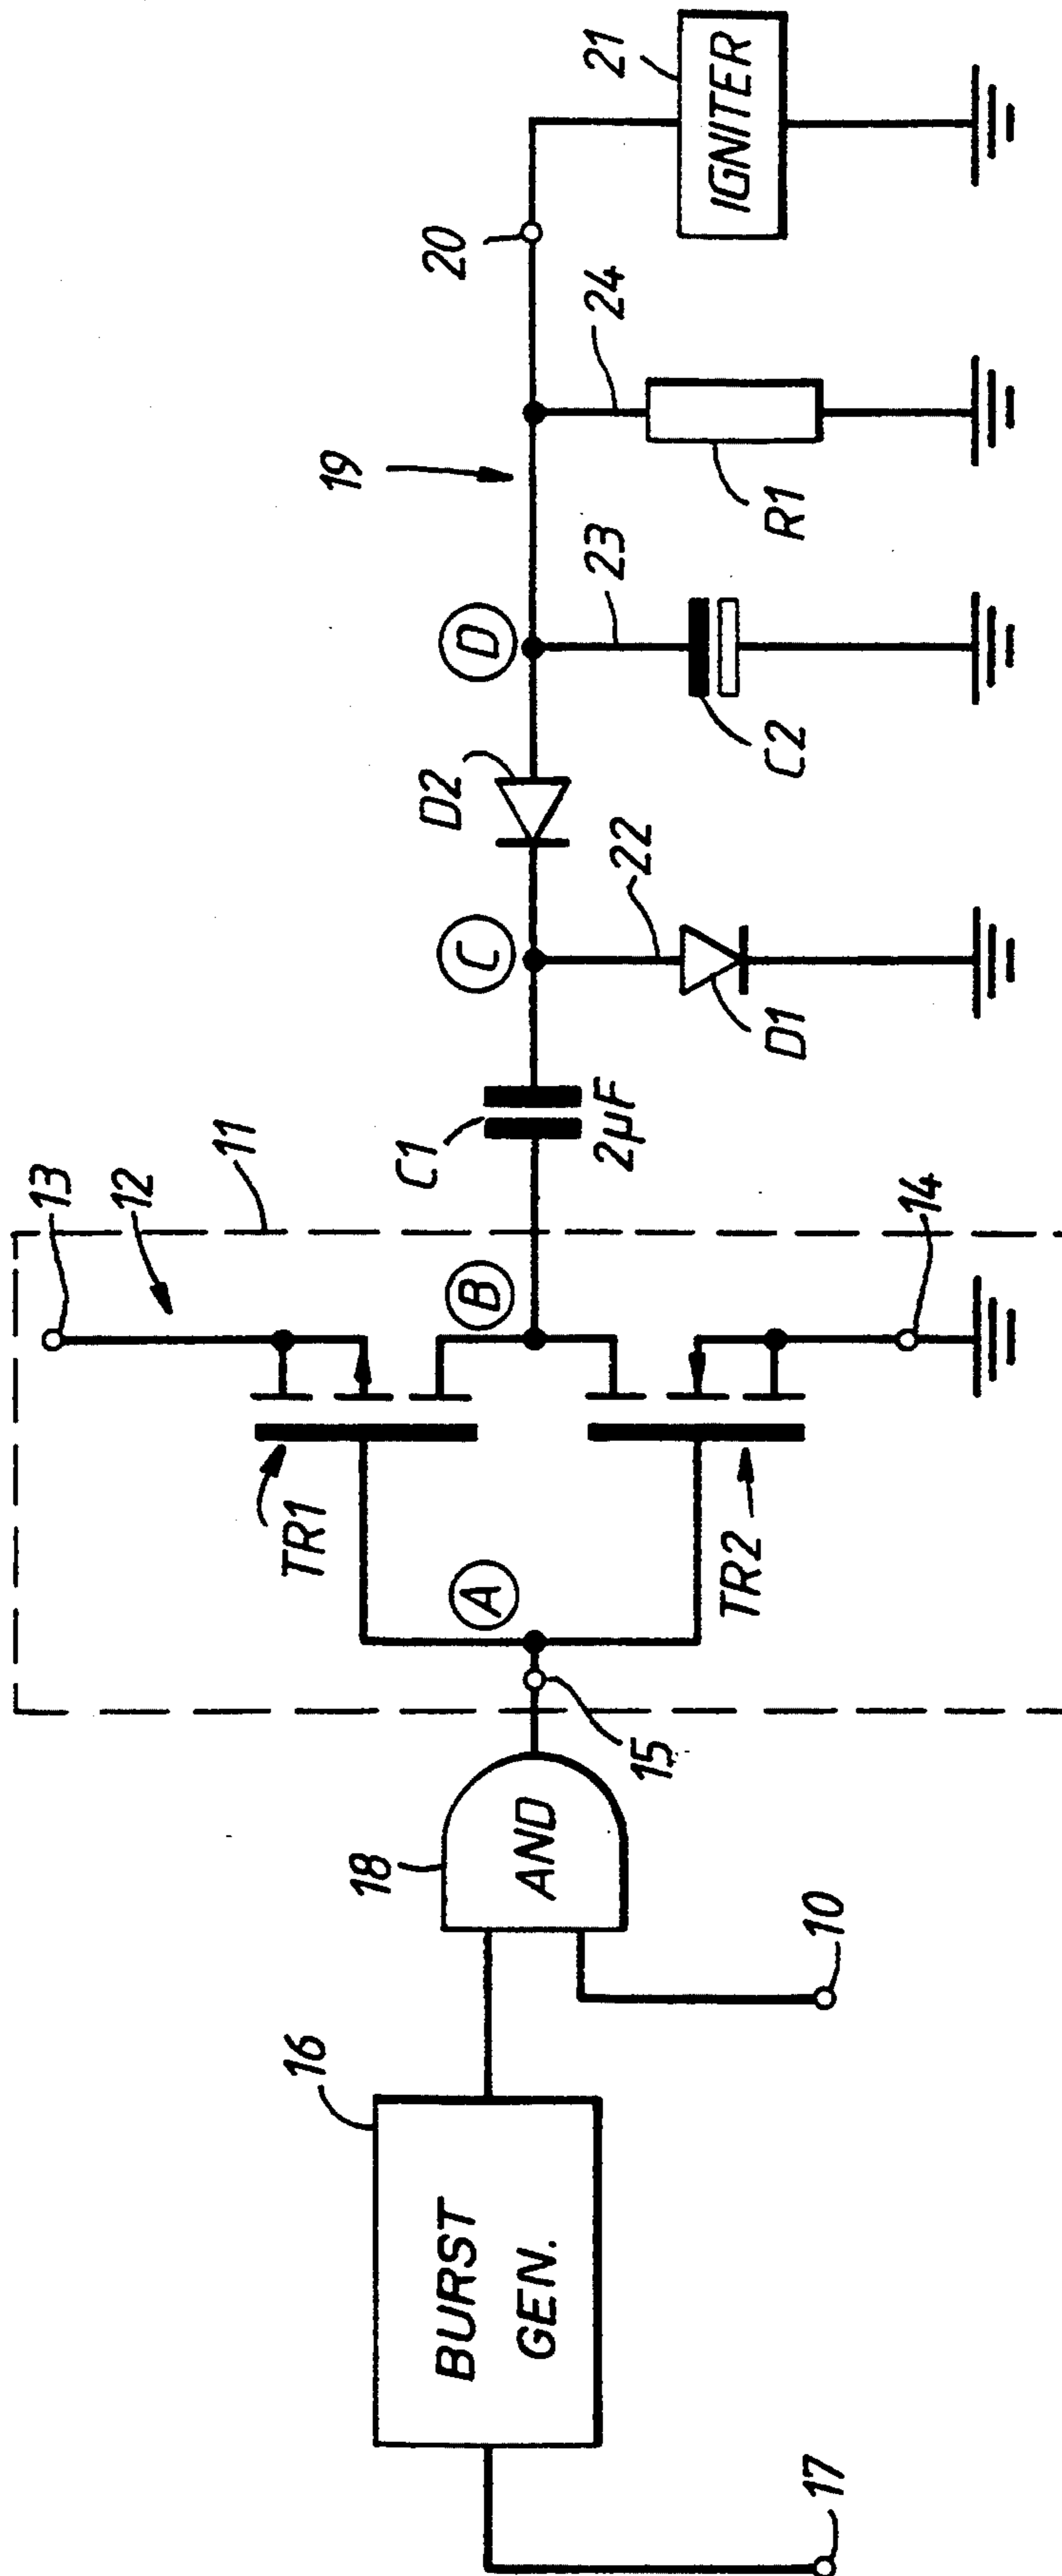 17
BURST
GEN.
16
10
18
AND
15
A
TR1
TR2
B
13
12
11
14
C1
2µF
C
22
D1
D2
D
23
C2
19
24
R1
20
21
IGNITER